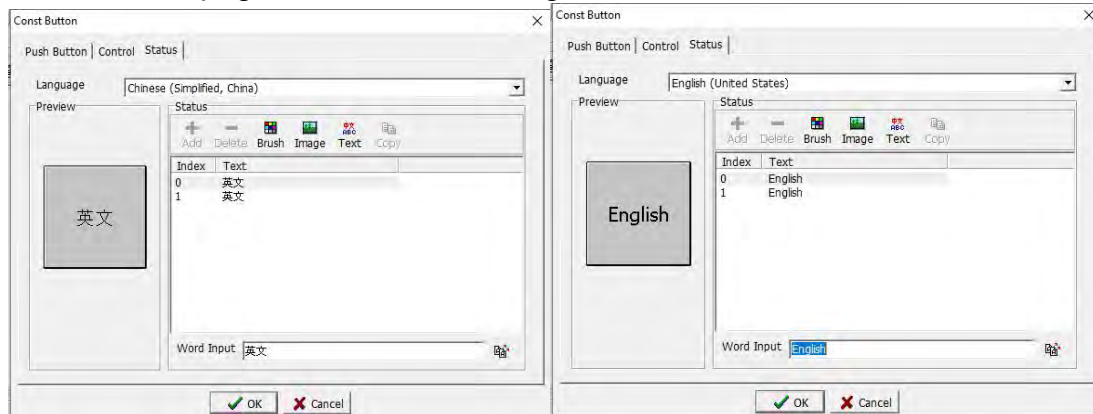 Const Button
Push Button Control Status
Language Chinese (Simplified, China)
Preview
Status
Add Delete Brush Image Text Copy
Index Text
0 英文
1 英文
英文
Word Input 英文
OK Cancel
Const Button
Push Button Control Status
Language English (United States)
Preview
Status
Add Delete Brush Image Text Copy
Index Text
0 English
1 English
English
Word Input English
OK Cancel